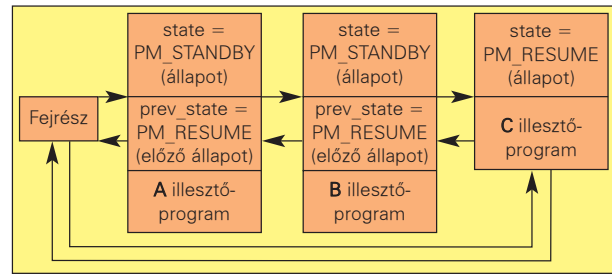 Fejrész
state =
PM_STANDBY
(állapot)
prev_state =
PM_RESUME
(előző állapot)
A illesztő-
program
state =
PM_STANDBY
(állapot)
prev_state =
PM_RESUME
(előző állapot)
B illesztő-
program
state =
PM_RESUME
(állapot)
C illesztő-
program